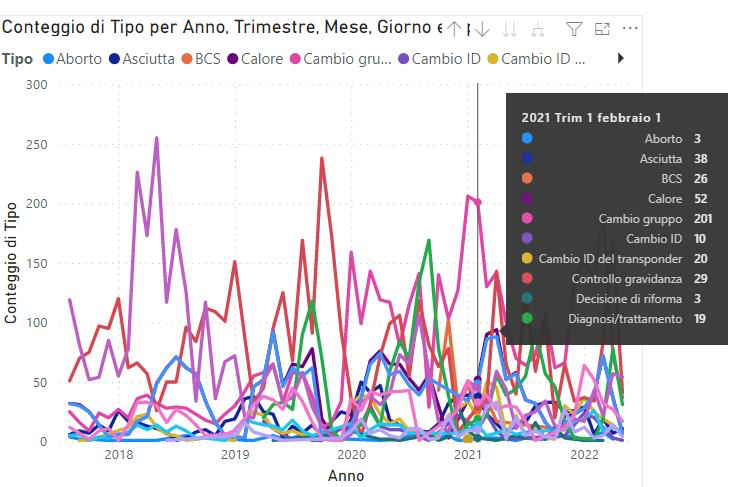 Conteggio di Tipo per Anno, Trimestre, Mese, Giorno e
Tipo Aborto Asciutta BCS Calore Cambio gru... Cambio ID Cambio ID ...
300
250
200
150
100
50
0
Conteggio di Tipo
2018 2019 2020 2021 2022
Anno
2021 Trim 1 febbraio 1
Aborto 3
Asciutta 38
BCS 26
Calore 52
Cambio gruppo 201
Cambio ID 10
Cambio ID del transponder 20
Controllo gravidanza 29
Decisione di riforma 3
Diagnosi/trattamento 19